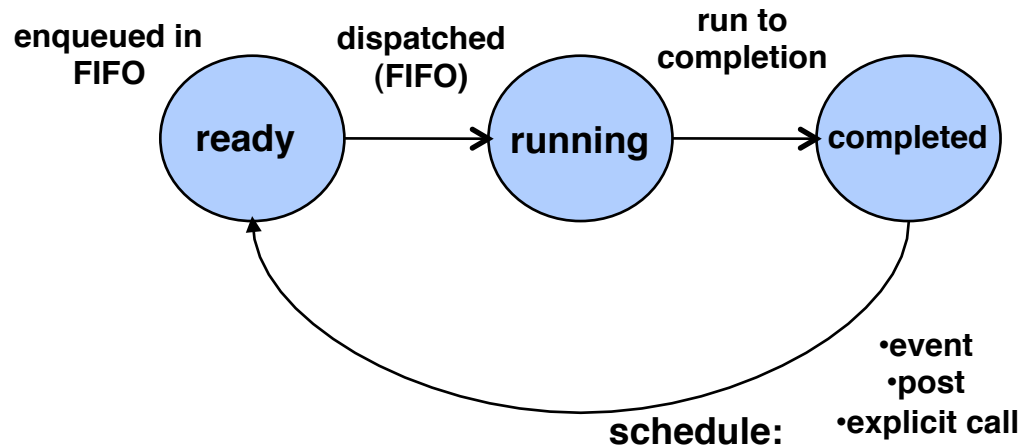 enqueued in
FIFO
dispatched
(FIFO)
run to
completion
ready
running
completed
•event
•post
•explicit call
schedule: